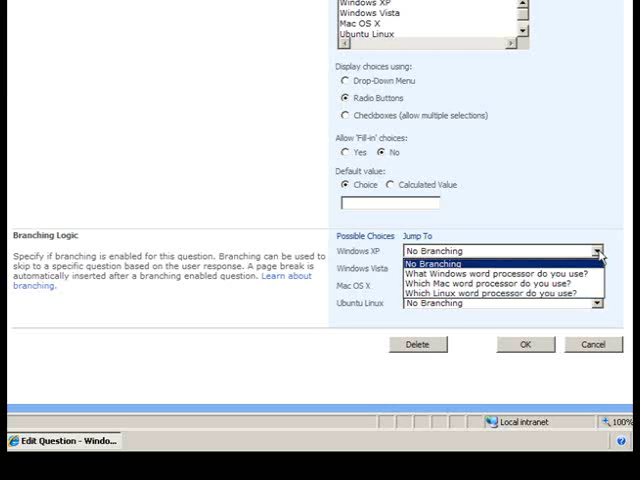 Windows XP
Windows Vista
Mac OS X
Ubuntu Linux
Display choices using:
Drop-Down Menu
Radio Buttons
Checkboxes (allow multiple selections)
Allow 'Fill-in' choices:
Yes No
Default value:
Choice Calculated Value
Branching Logic
Specify if branching is enabled for this question. Branching can be used to
skip to a specific question based on the user response. A page break is
automatically inserted after a branching enabled question. Learn about
branching.
Possible Choices Jump To
Windows XP No Branching
No Branching
Windows Vista What Windows word processor do you use?
Mac OS X Which Mac word processor do you use?
Which Linux word processor do you use?
Ubuntu Linux No Branching
Delete OK Cancel
Local intranet 100%
Edit Question - Windo...